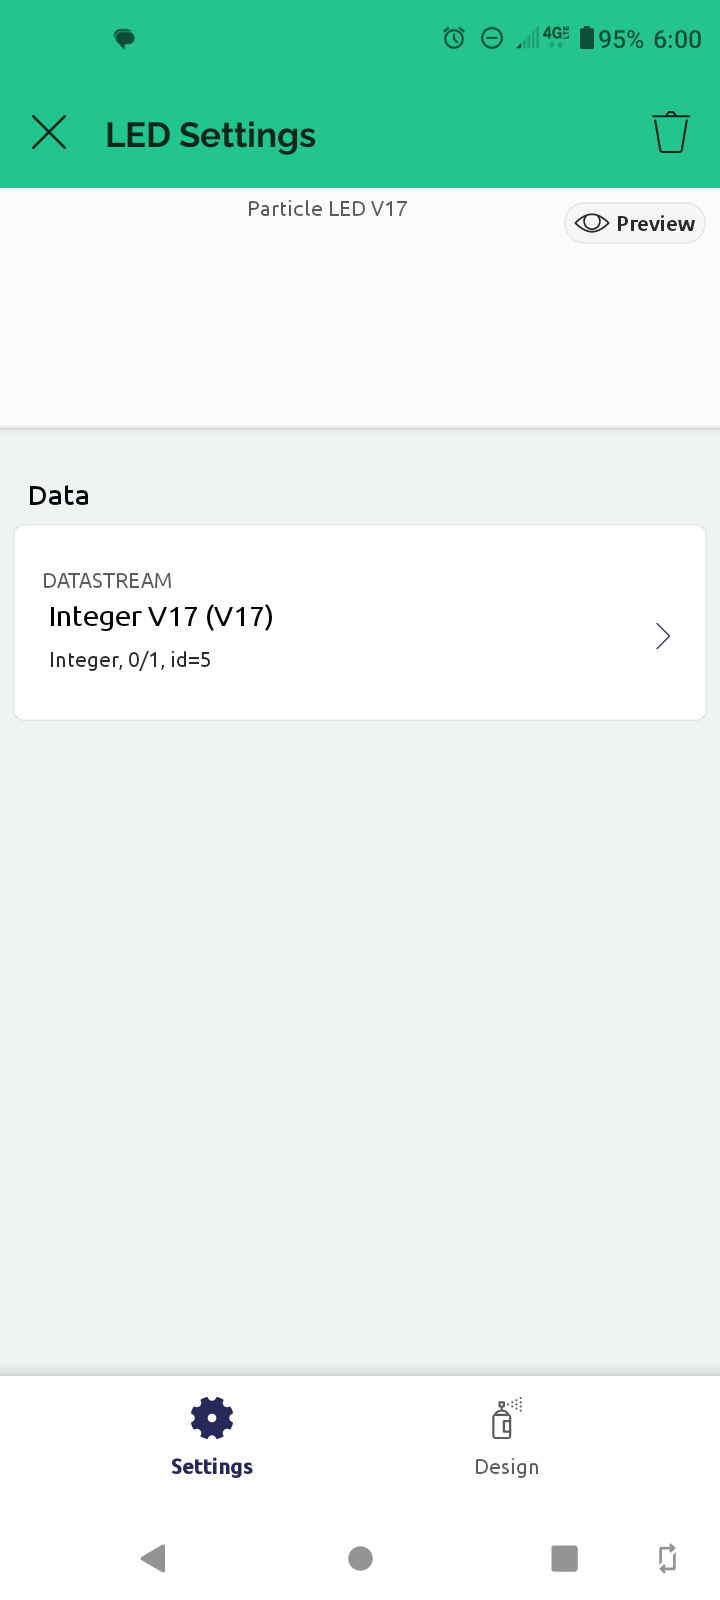 4G LTE 95% 6:00
LED Settings
Particle LED V17
Preview
Data
DATASTREAM
Integer V17 (V17)
Integer, 0/1, id=5
Settings
Design